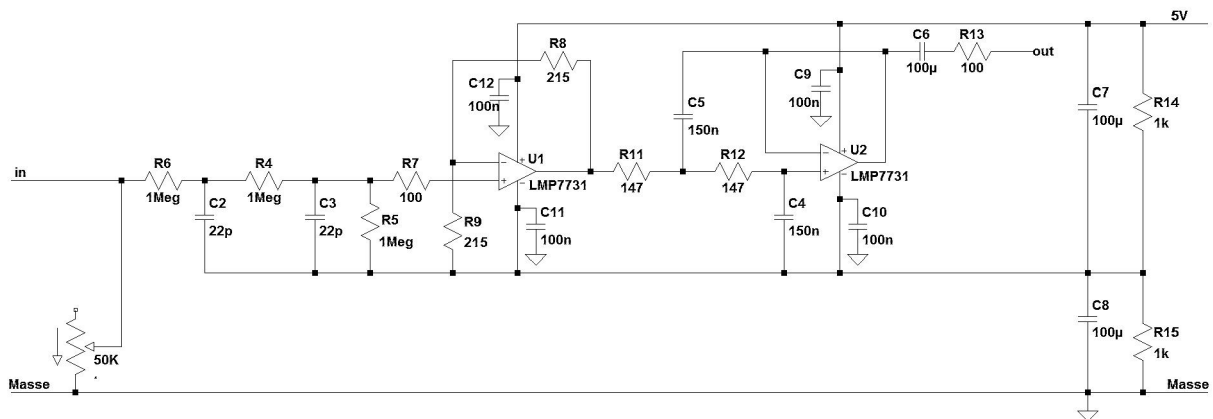 5V
C6
100µ
R13
100
out
R8
215
C12
100n
C9
100n
C7
100µ
R14
1k
C5
150n
U1
LMP7731
U2
LMP7731
in
R6
1Meg
R4
1Meg
R7
100
R11
147
R12
147
C2
22p
C3
22p
R5
1Meg
R9
215
C11
100n
C4
150n
C10
100n
C8
100µ
R15
1k
50K
Masse
Masse